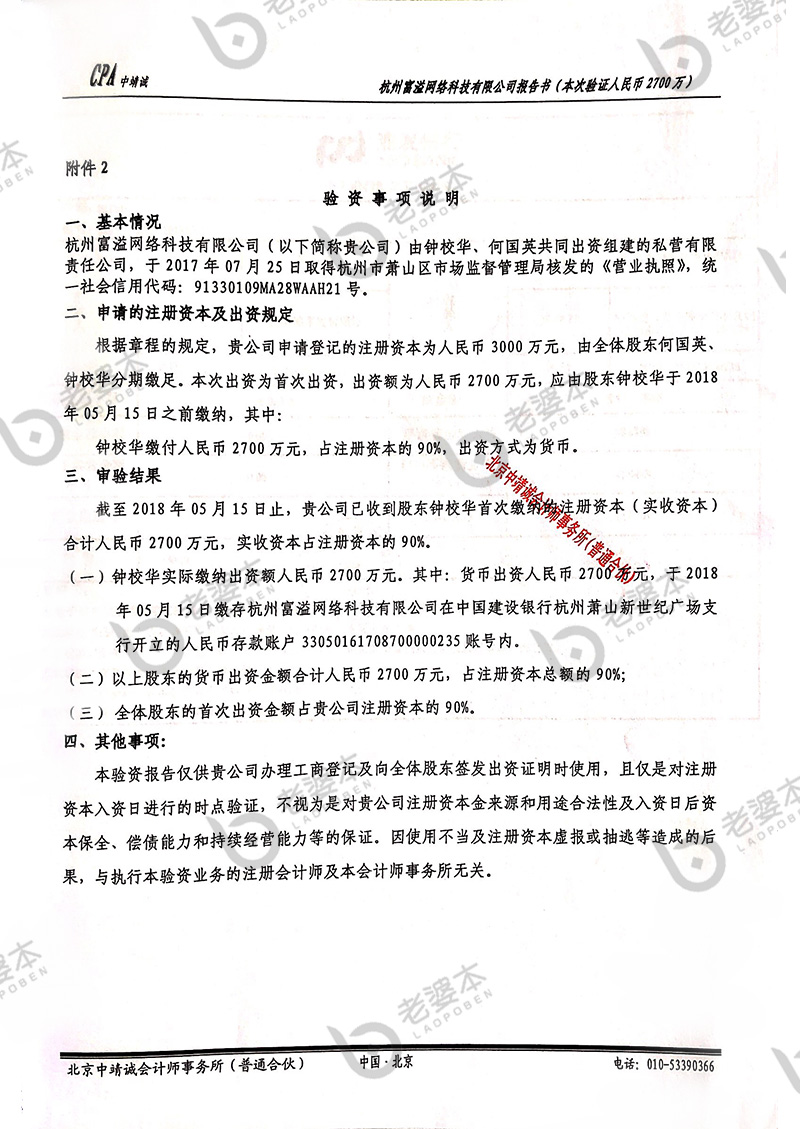 CPA 中靖诚
杭州富溢网络科技有限公司报告书（本次验证人民币 2700 万）
附件 2
验 资 事 项 说 明
一、基本情况
杭州富溢网络科技有限公司（以下简称贵公司）由钟校华、何国英共同出资组建的私营有限
责任公司，于 2017 年 07 月 25 日取得杭州市萧山区市场监督管理局核发的《营业执照》，统
一社会信用代码：91330109MA28WAAH21 号。
二、申请的注册资本及出资规定
根据章程的规定，贵公司申请登记的注册资本为人民币 3000 万元，由全体股东何国英、
钟校华分期缴足。本次出资为首次出资，出资额为人民币 2700 万元，应由股东钟校华于 2018
年 05 月 15 日之前缴纳，其中：
钟校华缴付人民币 2700 万元，占注册资本的 90%，出资方式为货币。
三、审验结果
截至 2018 年 05 月 15 日止，贵公司已收到股东钟校华首次缴纳的注册资本（实收资本）
合计人民币 2700 万元，实收资本占注册资本的 90%。
（一）钟校华实际缴纳出资额人民币 2700 万元。其中：货币出资人民币 2700 万元，于 2018
年 05 月 15 日缴存杭州富溢网络科技有限公司在中国建设银行杭州萧山新世纪广场支
行开立的人民币存款账户 33050161708700000235 账号内。
（二）以上股东的货币出资金额合计人民币 2700 万元，占注册资本总额的 90%;
（三） 全体股东的首次出资金额占贵公司注册资本的 90%。
四、其他事项：
本验资报告仅供贵公司办理工商登记及向全体股东签发出资证明时使用，且仅是对注册
资本入资日进行的时点验证，不视为是对贵公司注册资本金来源和用途合法性及入资日后资
本保全、偿债能力和持续经营能力等的保证。因使用不当及注册资本虚报或抽逃等造成的后
果，与执行本验资业务的注册会计师及本会计师事务所无关。
北京中靖诚会计师事务所(普通合伙)
北京中靖诚会计师事务所（普通合伙）
中国·北京
电话：010-53390366
老婆本
LAOPOBEN